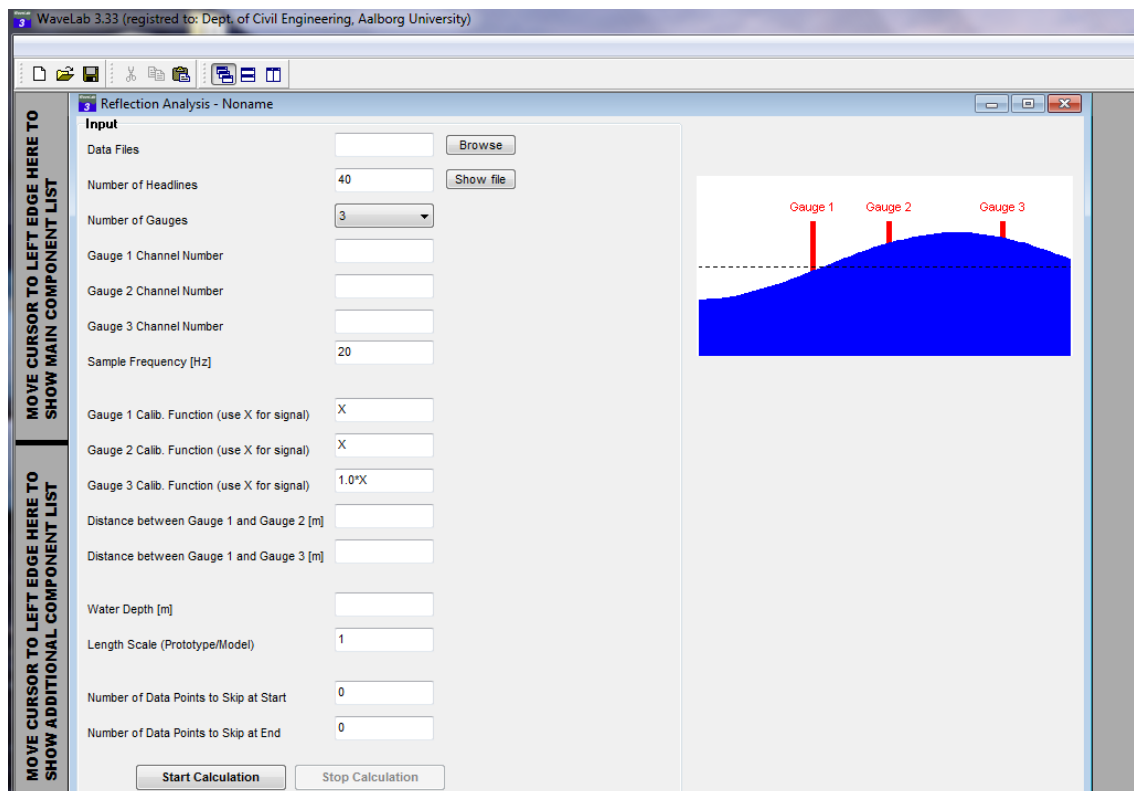 WaveLab 3.33 (registred to: Dept. of Civil Engineering, Aalborg University)
MOVE CURSOR TO LEFT EDGE HERE TO
SHOW MAIN COMPONENT LIST
MOVE CURSOR TO LEFT EDGE HERE TO
SHOW ADDITIONAL COMPONENT LIST
Reflection Analysis - Noname
Input
Data Files Browse
Number of Headlines 40 Show file
Number of Gauges 3
Gauge 1 Channel Number
Gauge 2 Channel Number
Gauge 3 Channel Number
Sample Frequency [Hz] 20
Gauge 1 Calib. Function (use X for signal) X
Gauge 2 Calib. Function (use X for signal) X
Gauge 3 Calib. Function (use X for signal) 1.0*X
Distance between Gauge 1 and Gauge 2 [m]
Distance between Gauge 1 and Gauge 3 [m]
Water Depth [m]
Length Scale (Prototype/Model) 1
Number of Data Points to Skip at Start 0
Number of Data Points to Skip at End 0
Start Calculation Stop Calculation
Gauge 1 Gauge 2 Gauge 3